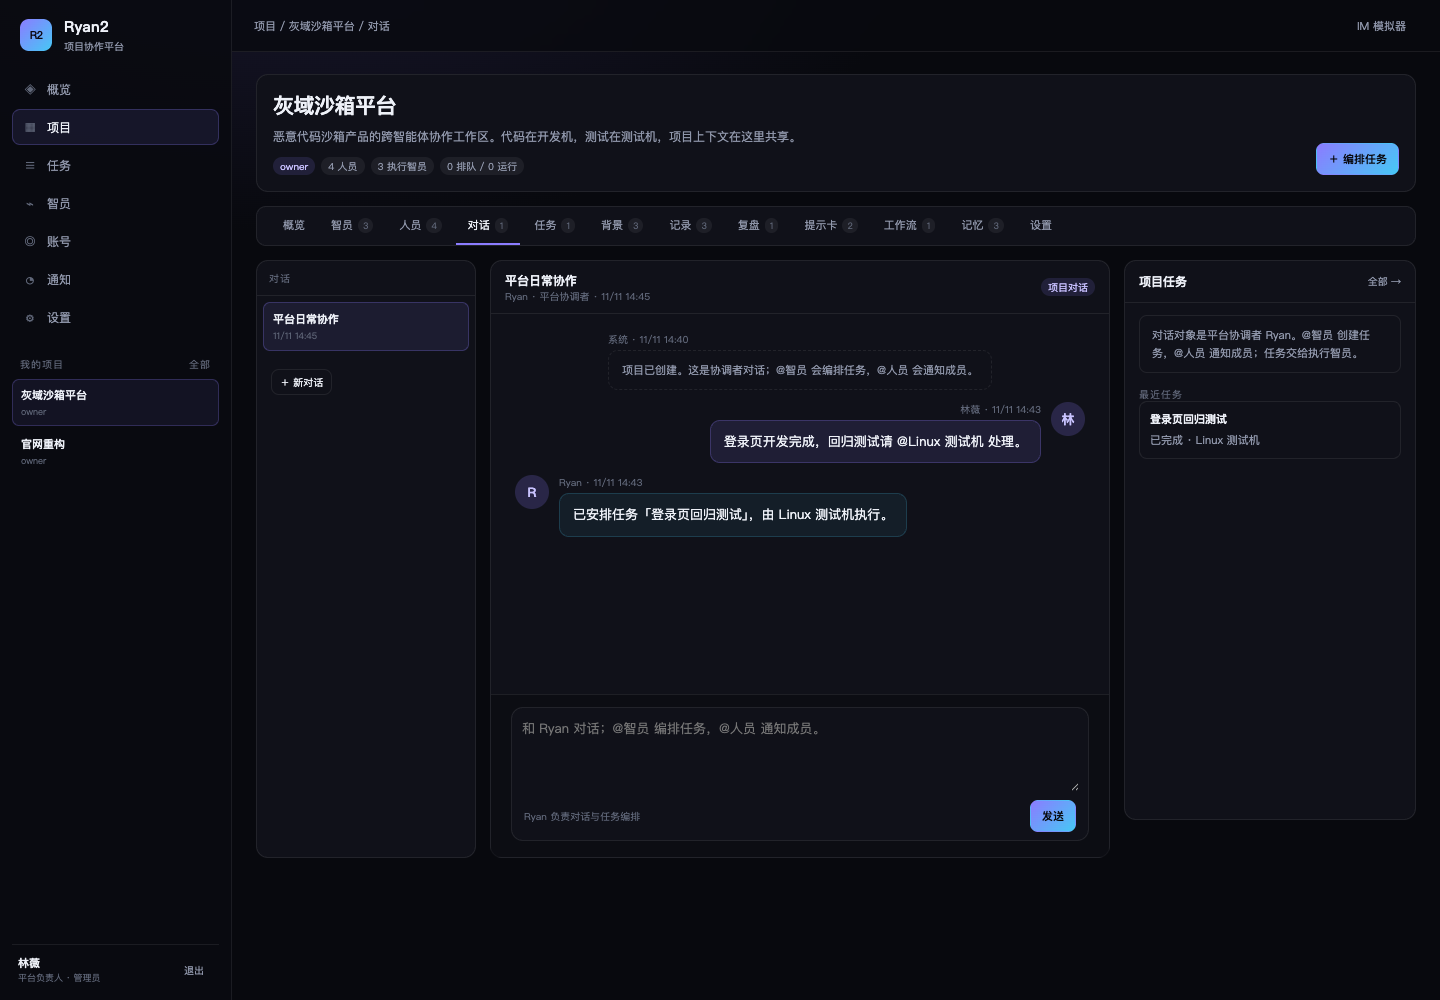 R2
Ryan2
项目协作平台
概览
项目
任务
智员
账号
通知
设置
我的项目 全部
灰域沙箱平台
owner
官网重构
owner
林薇
平台负责人 · 管理员
退出
项目 / 灰域沙箱平台 / 对话
IM 模拟器
灰域沙箱平台
恶意代码沙箱产品的跨智能体协作工作区。代码在开发机，测试在测试机，项目上下文在这里共享。
owner 4 人员 3 执行智员 0 排队 / 0 运行
+ 编排任务
概览 智员 3 人员 4 对话 1 任务 1 背景 3 记录 3 复盘 1 提示卡 2 工作流 1 记忆 3 设置
对话
平台日常协作
11/11 14:45
+ 新对话
平台日常协作
Ryan · 平台协调者 · 11/11 14:45
项目对话
系统 · 11/11 14:40
项目已创建。这是协调者对话；@智员 会编排任务，@人员 会通知成员。
林薇 · 11/11 14:43
林
登录页开发完成，回归测试请 @Linux 测试机 处理。
R
Ryan · 11/11 14:43
已安排任务「登录页回归测试」，由 Linux 测试机执行。
和 Ryan 对话；@智员 编排任务，@人员 通知成员。
Ryan 负责对话与任务编排
发送
项目任务
全部 →
对话对象是平台协调者 Ryan。@智员 创建任
务，@人员 通知成员；任务交给执行智员。
最近任务
登录页回归测试
已完成 · Linux 测试机